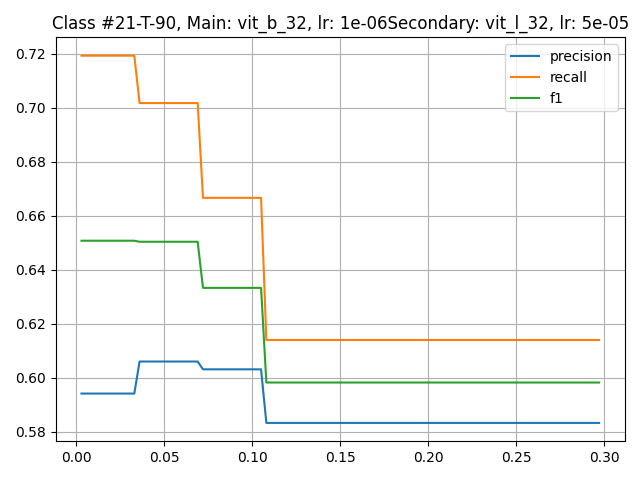 Class #21-T-90, Main: vit_b_32, lr: 1e-06Secondary: vit_l_32, lr: 5e-05
precision
recall
f1
0.72
0.70
0.68
0.66
0.64
0.62
0.60
0.58
0.00 0.05 0.10 0.15 0.20 0.25 0.30